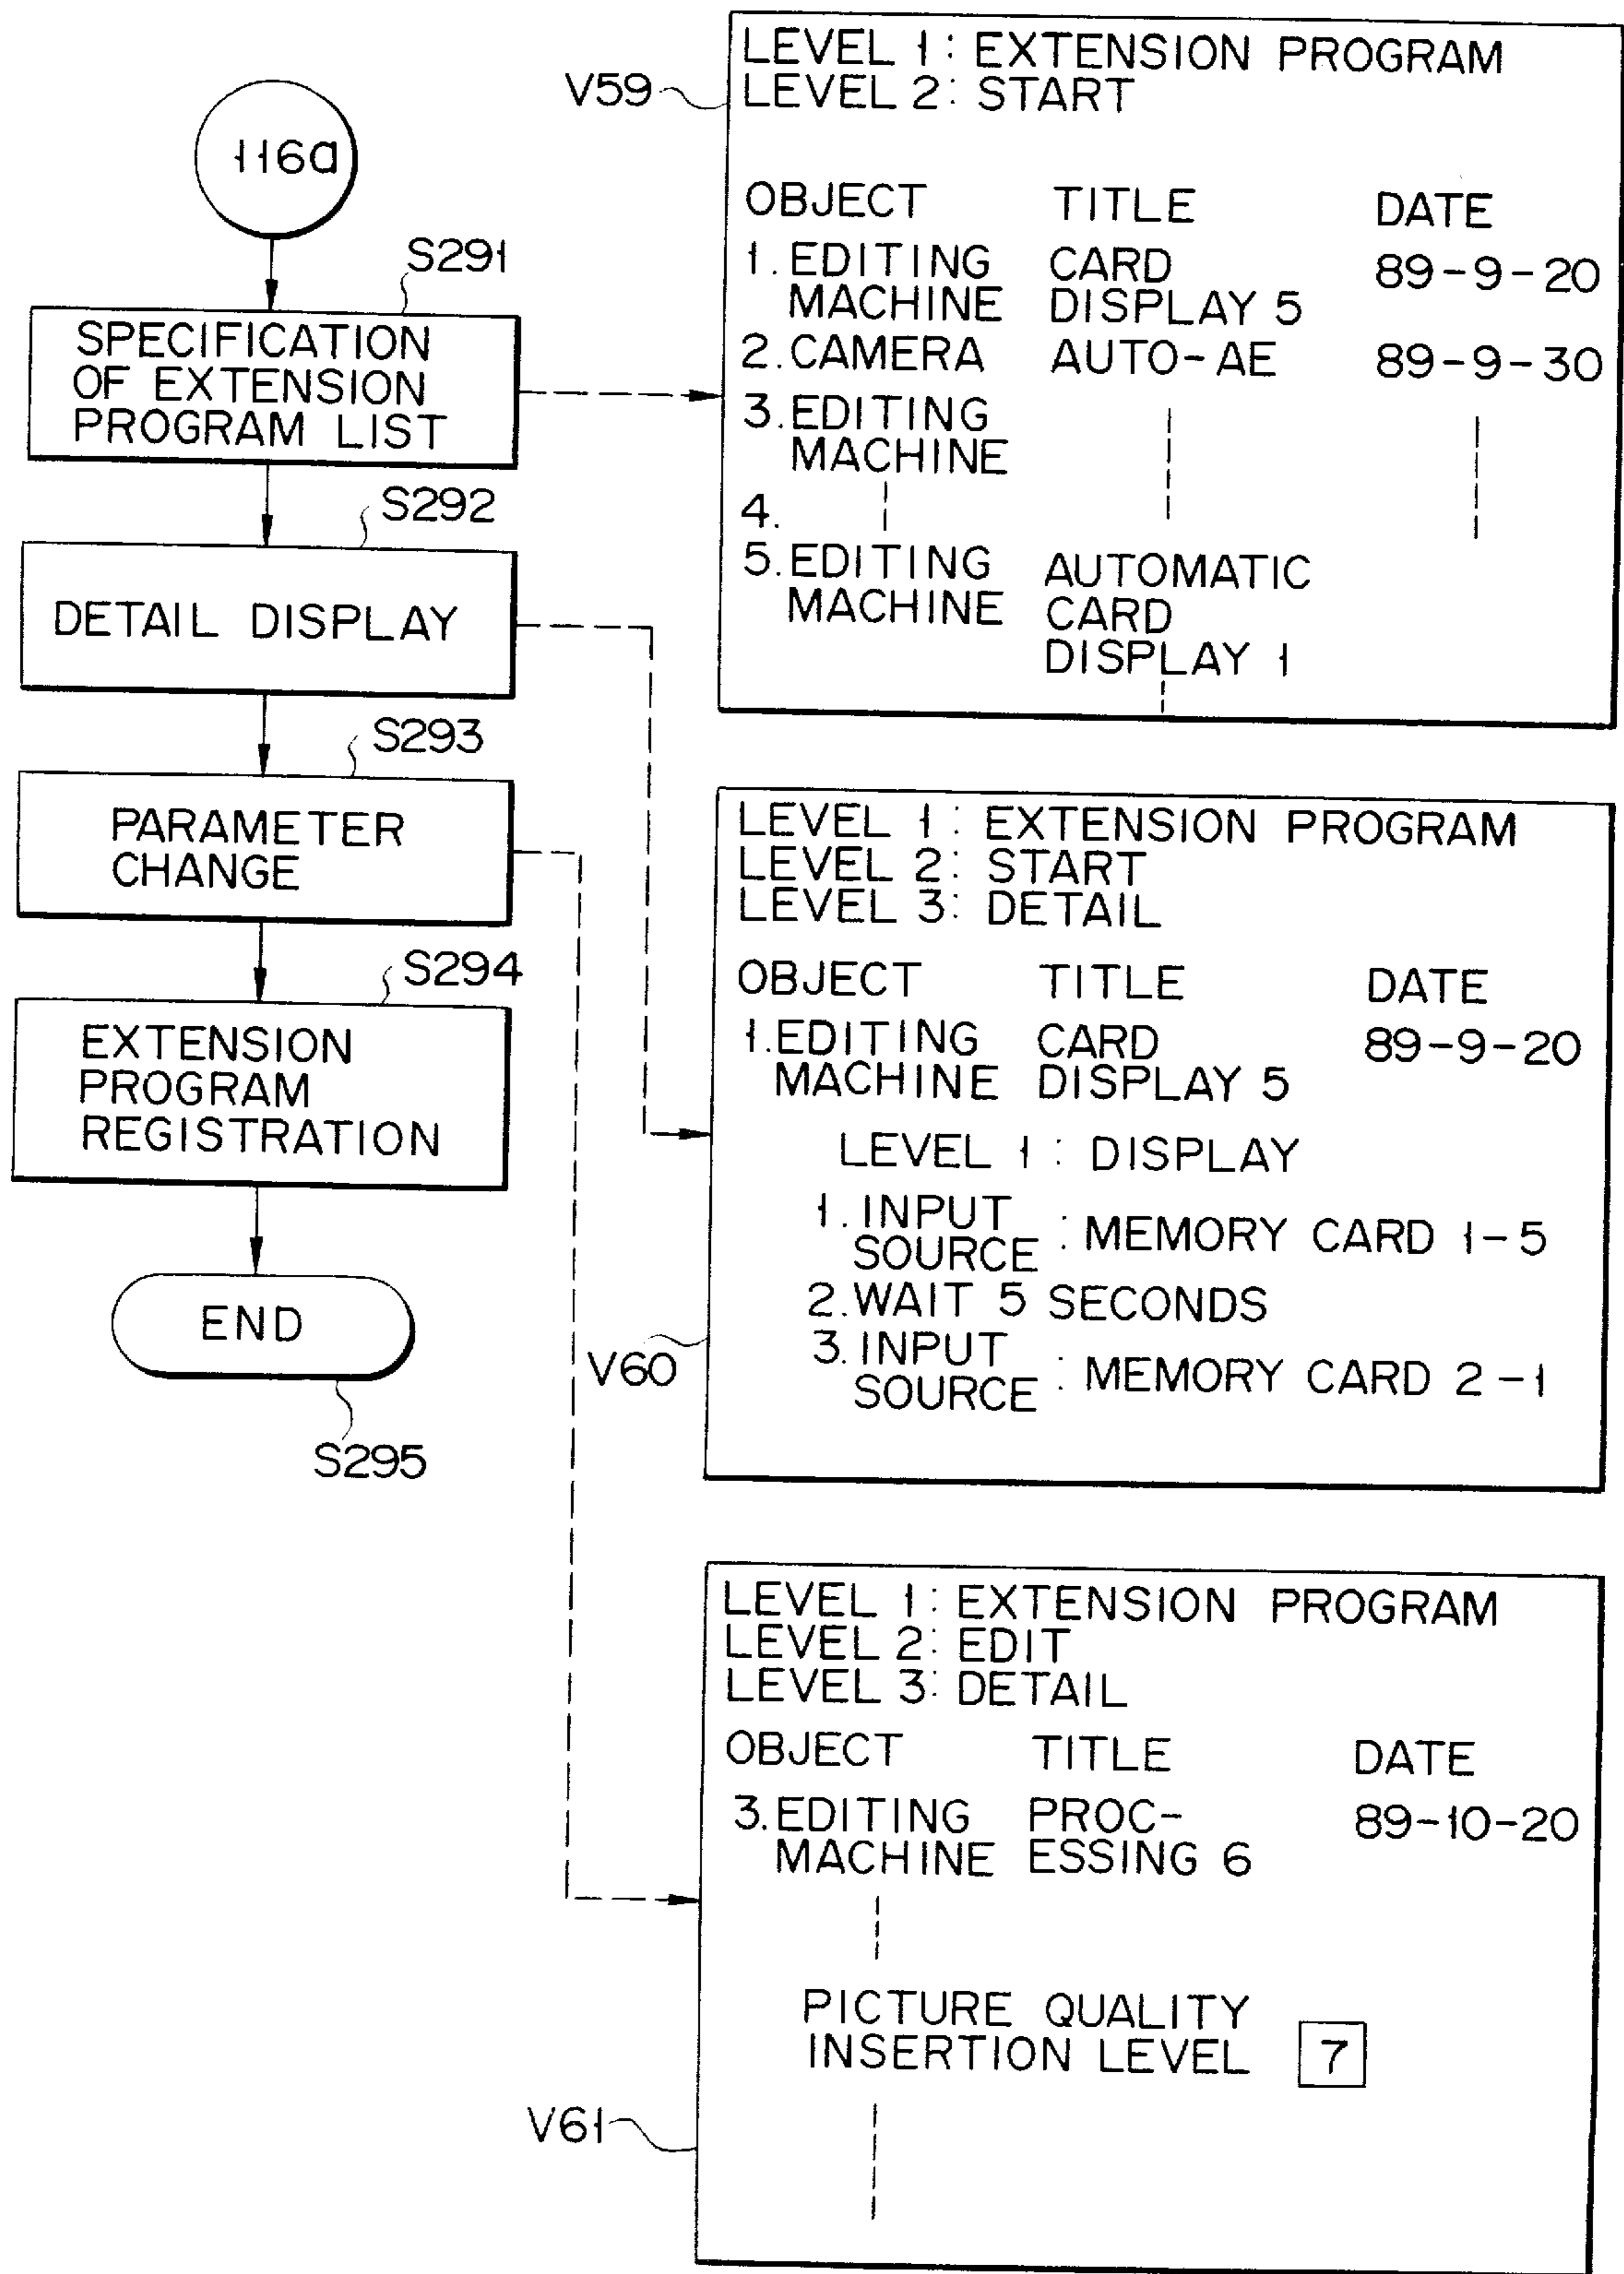 116a
S291
SPECIFICATION
OF EXTENSION
PROGRAM LIST
S292
DETAIL DISPLAY
S293
PARAMETER
CHANGE
S294
EXTENSION
PROGRAM
REGISTRATION
END
S295
V59
LEVEL 1: EXTENSION PROGRAM
LEVEL 2: START
OBJECT TITLE DATE
1. EDITING CARD 89-9-20
MACHINE DISPLAY 5
2. CAMERA AUTO-AE 89-9-30
3. EDITING
MACHINE
4.
5. EDITING AUTOMATIC
MACHINE CARD
DISPLAY 1
V60
LEVEL 1: EXTENSION PROGRAM
LEVEL 2: START
LEVEL 3: DETAIL
OBJECT TITLE DATE
1. EDITING CARD 89-9-20
MACHINE DISPLAY 5
LEVEL 1: DISPLAY
1. INPUT
SOURCE : MEMORY CARD 1-5
2. WAIT 5 SECONDS
3. INPUT
SOURCE : MEMORY CARD 2-1
V61
LEVEL 1: EXTENSION PROGRAM
LEVEL 2: EDIT
LEVEL 3: DETAIL
OBJECT TITLE DATE
3. EDITING PROC- 89-10-20
MACHINE ESSING 6
PICTURE QUALITY
INSERTION LEVEL 7